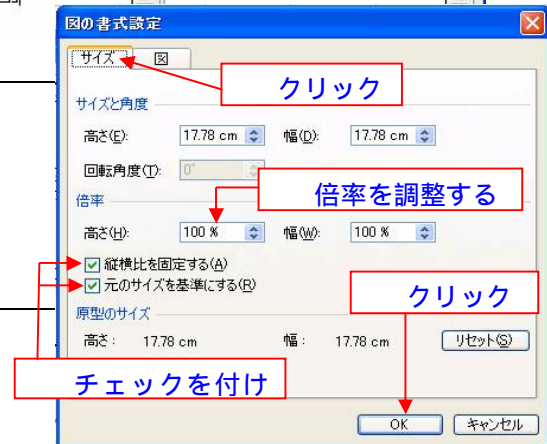 図の書式設定
サイズ 図
クリック
サイズと角度
高さ(E): 17.78 cm 幅(D): 17.78 cm
回転角度(T): 0°
倍率を調整する
倍率
高さ(H): 100 % 幅(W): 100 %
縦横比を固定する(A)
元のサイズを基準にする(R)
クリック
原型のサイズ
高さ: 17.78 cm 幅: 17.78 cm リセット(S)
チェックを付け
OK キャンセル